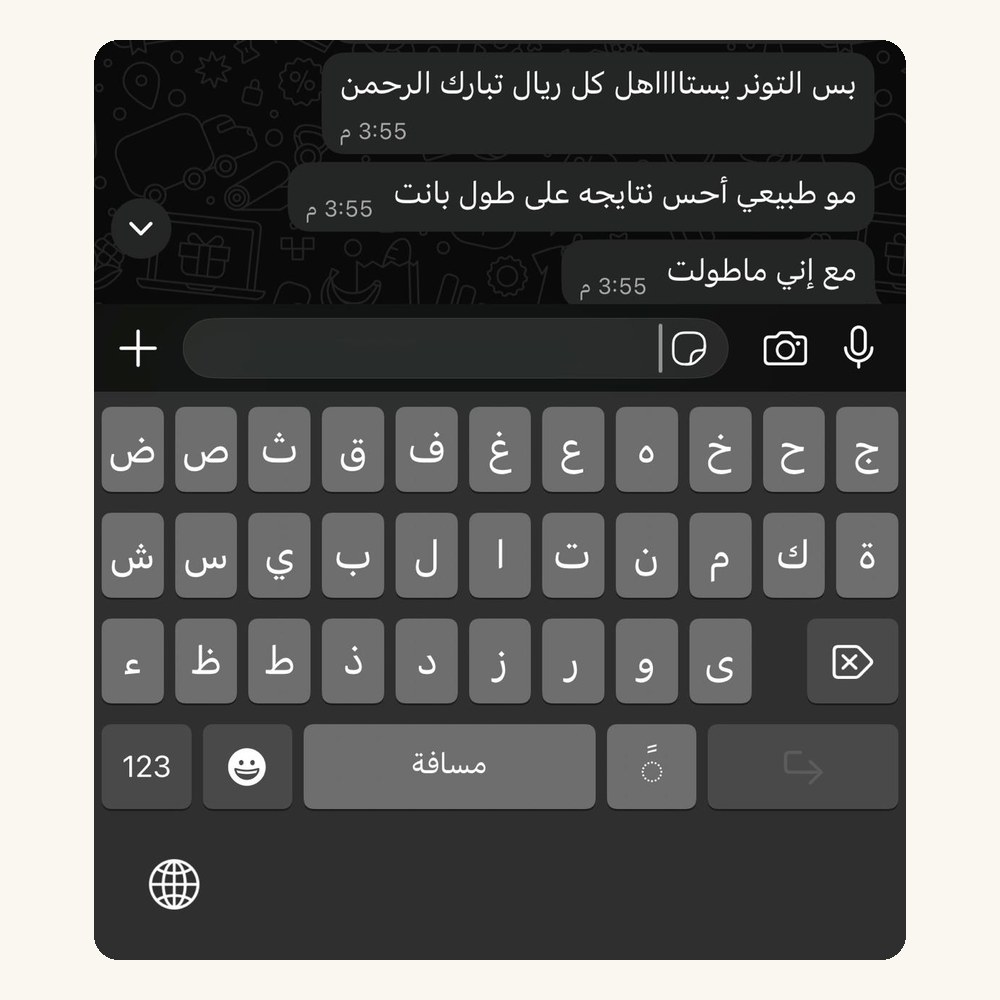 بس التونر يستااااهل كل ريال تبارك الرحمن
3:55 م
مو طبيعي أحس نتايجه على طول بانت 3:55 م
مع إني ماطولت 3:55 م
ض ص ث ق ف غ ع ه خ ح ج
ش س ي ب ل ا ت ن م ك ة
ء ظ ط ذ د ز ر و ى
123 مسافة